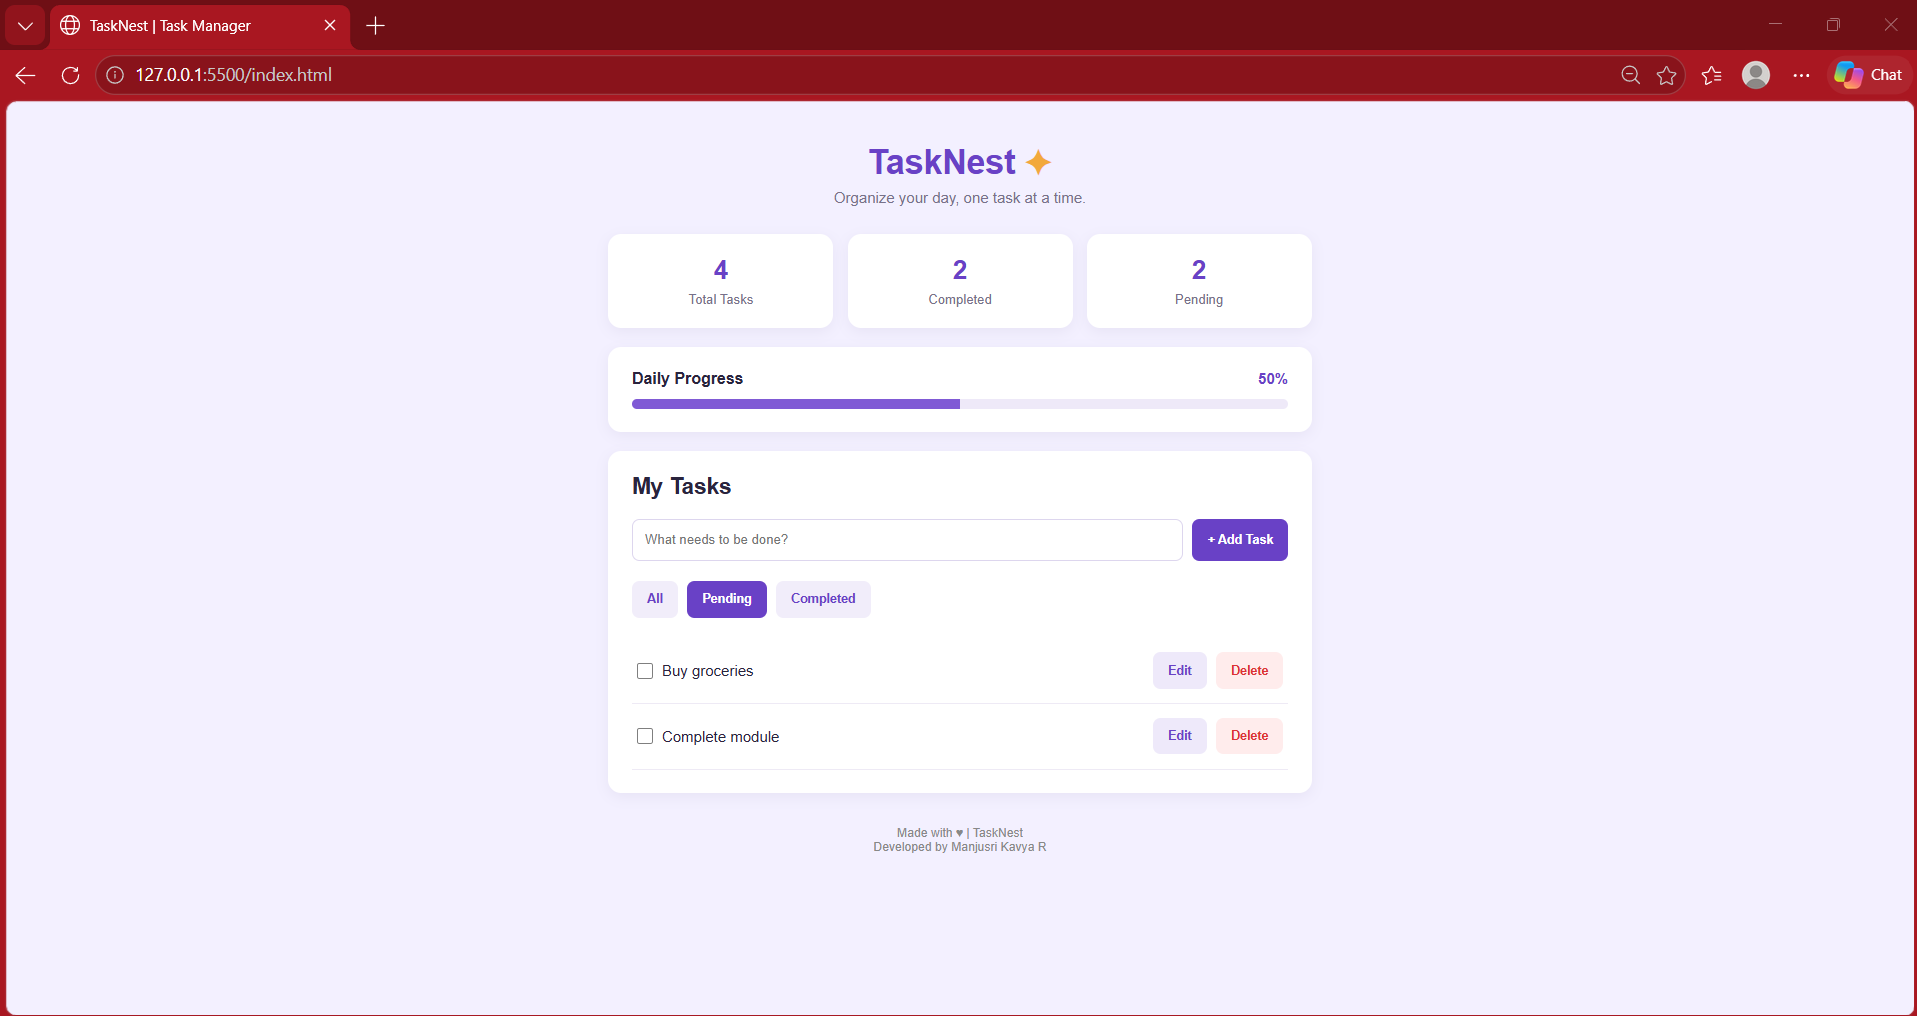 TaskNest | Task Manager
127.0.0.1:5500/index.html
Chat
TaskNest ✦
Organize your day, one task at a time.
4
Total Tasks
2
Completed
2
Pending
Daily Progress
50%
My Tasks
What needs to be done?
+ Add Task
All
Pending
Completed
Buy groceries
Edit
Delete
Complete module
Edit
Delete
Made with ♥ | TaskNest
Developed by Manjusri Kavya R